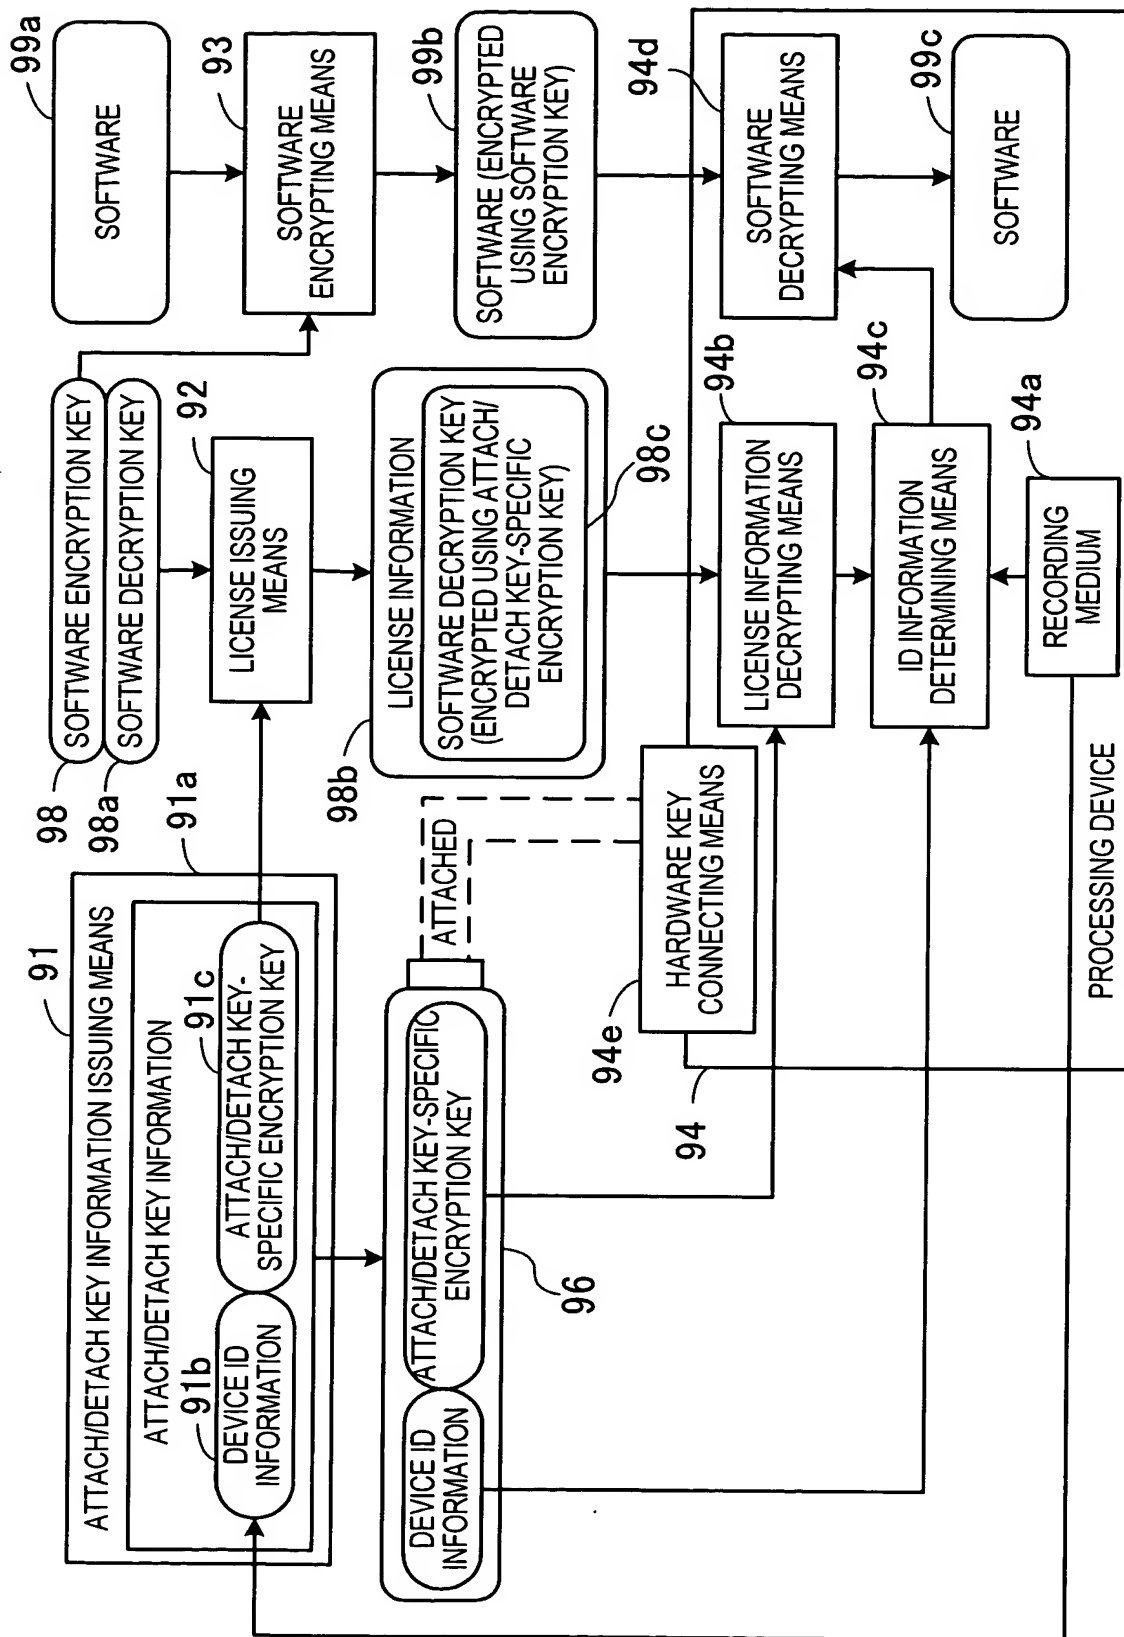 91
ATTACH/DETACH KEY INFORMATION ISSUING MEANS
91a
ATTACH/DETACH KEY INFORMATION
91b
DEVICE ID
INFORMATION
91c
ATTACH/DETACH KEY-
SPECIFIC ENCRYPTION KEY
98
SOFTWARE ENCRYPTION KEY
98a
SOFTWARE DECRYPTION KEY
99a
SOFTWARE
92
LICENSE ISSUING
MEANS
93
SOFTWARE
ENCRYPTING MEANS
DEVICE ID
INFORMATION
ATTACH/DETACH KEY-SPECIFIC
ENCRYPTION KEY
96
ATTACHED
98b
LICENSE INFORMATION
SOFTWARE DECRYPTION KEY
(ENCRYPTED USING ATTACH/
DETACH KEY-SPECIFIC
ENCRYPTION KEY)
98c
99b
SOFTWARE (ENCRYPTED
USING SOFTWARE
ENCRYPTION KEY)
94e
HARDWARE KEY
CONNECTING MEANS
94
94b
LICENSE INFORMATION
DECRYPTING MEANS
94d
SOFTWARE
DECRYPTING MEANS
94c
ID INFORMATION
DETERMINING MEANS
94a
RECORDING
MEDIUM
99c
SOFTWARE
PROCESSING DEVICE